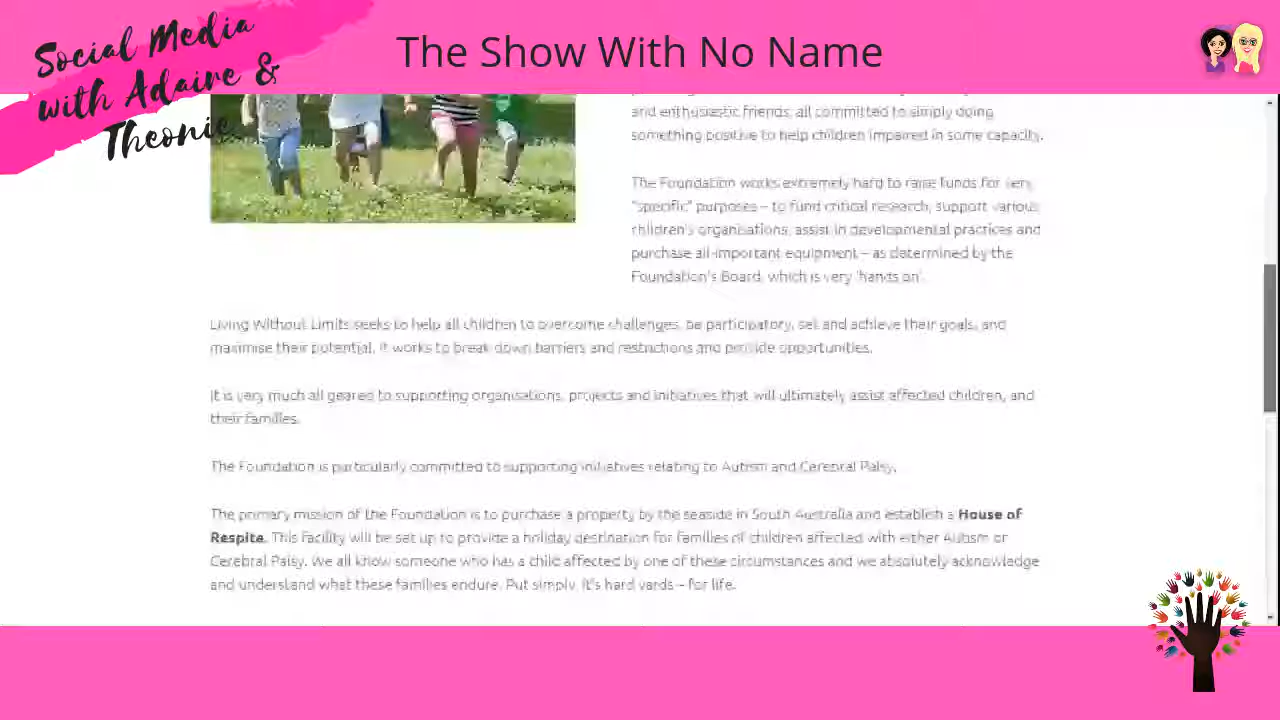 Social Media
with Adaire &
Theonie
The Show With No Name
and enthusiastic friends, all committed to simply doing
something positive to help children impaired in some capacity.
The Foundation works extremely hard to raise funds for very
"specific" purposes – to fund critical research, support various
children's organisations, assist in developmental practices and
purchase all-important equipment – as determined by the
Foundation's Board, which is very 'hands on'.
Living Without Limits seeks to help all children to overcome challenges, be participatory, set and achieve their goals, and
maximise their potential. It works to break down barriers and restrictions and provide opportunities.
It is very much all geared to supporting organisations, projects and initiatives that will ultimately assist affected children, and
their families.
The Foundation is particularly committed to supporting initiatives relating to Autism and Cerebral Palsy.
The primary mission of the Foundation is to purchase a property by the seaside in South Australia and establish a House of
Respite. This facility will be set up to provide a holiday destination for families of children affected with either Autism or
Cerebral Palsy. We all know someone who has a child affected by one of these circumstances and we absolutely acknowledge
and understand what these families endure. Put simply, it's hard yards – for life.